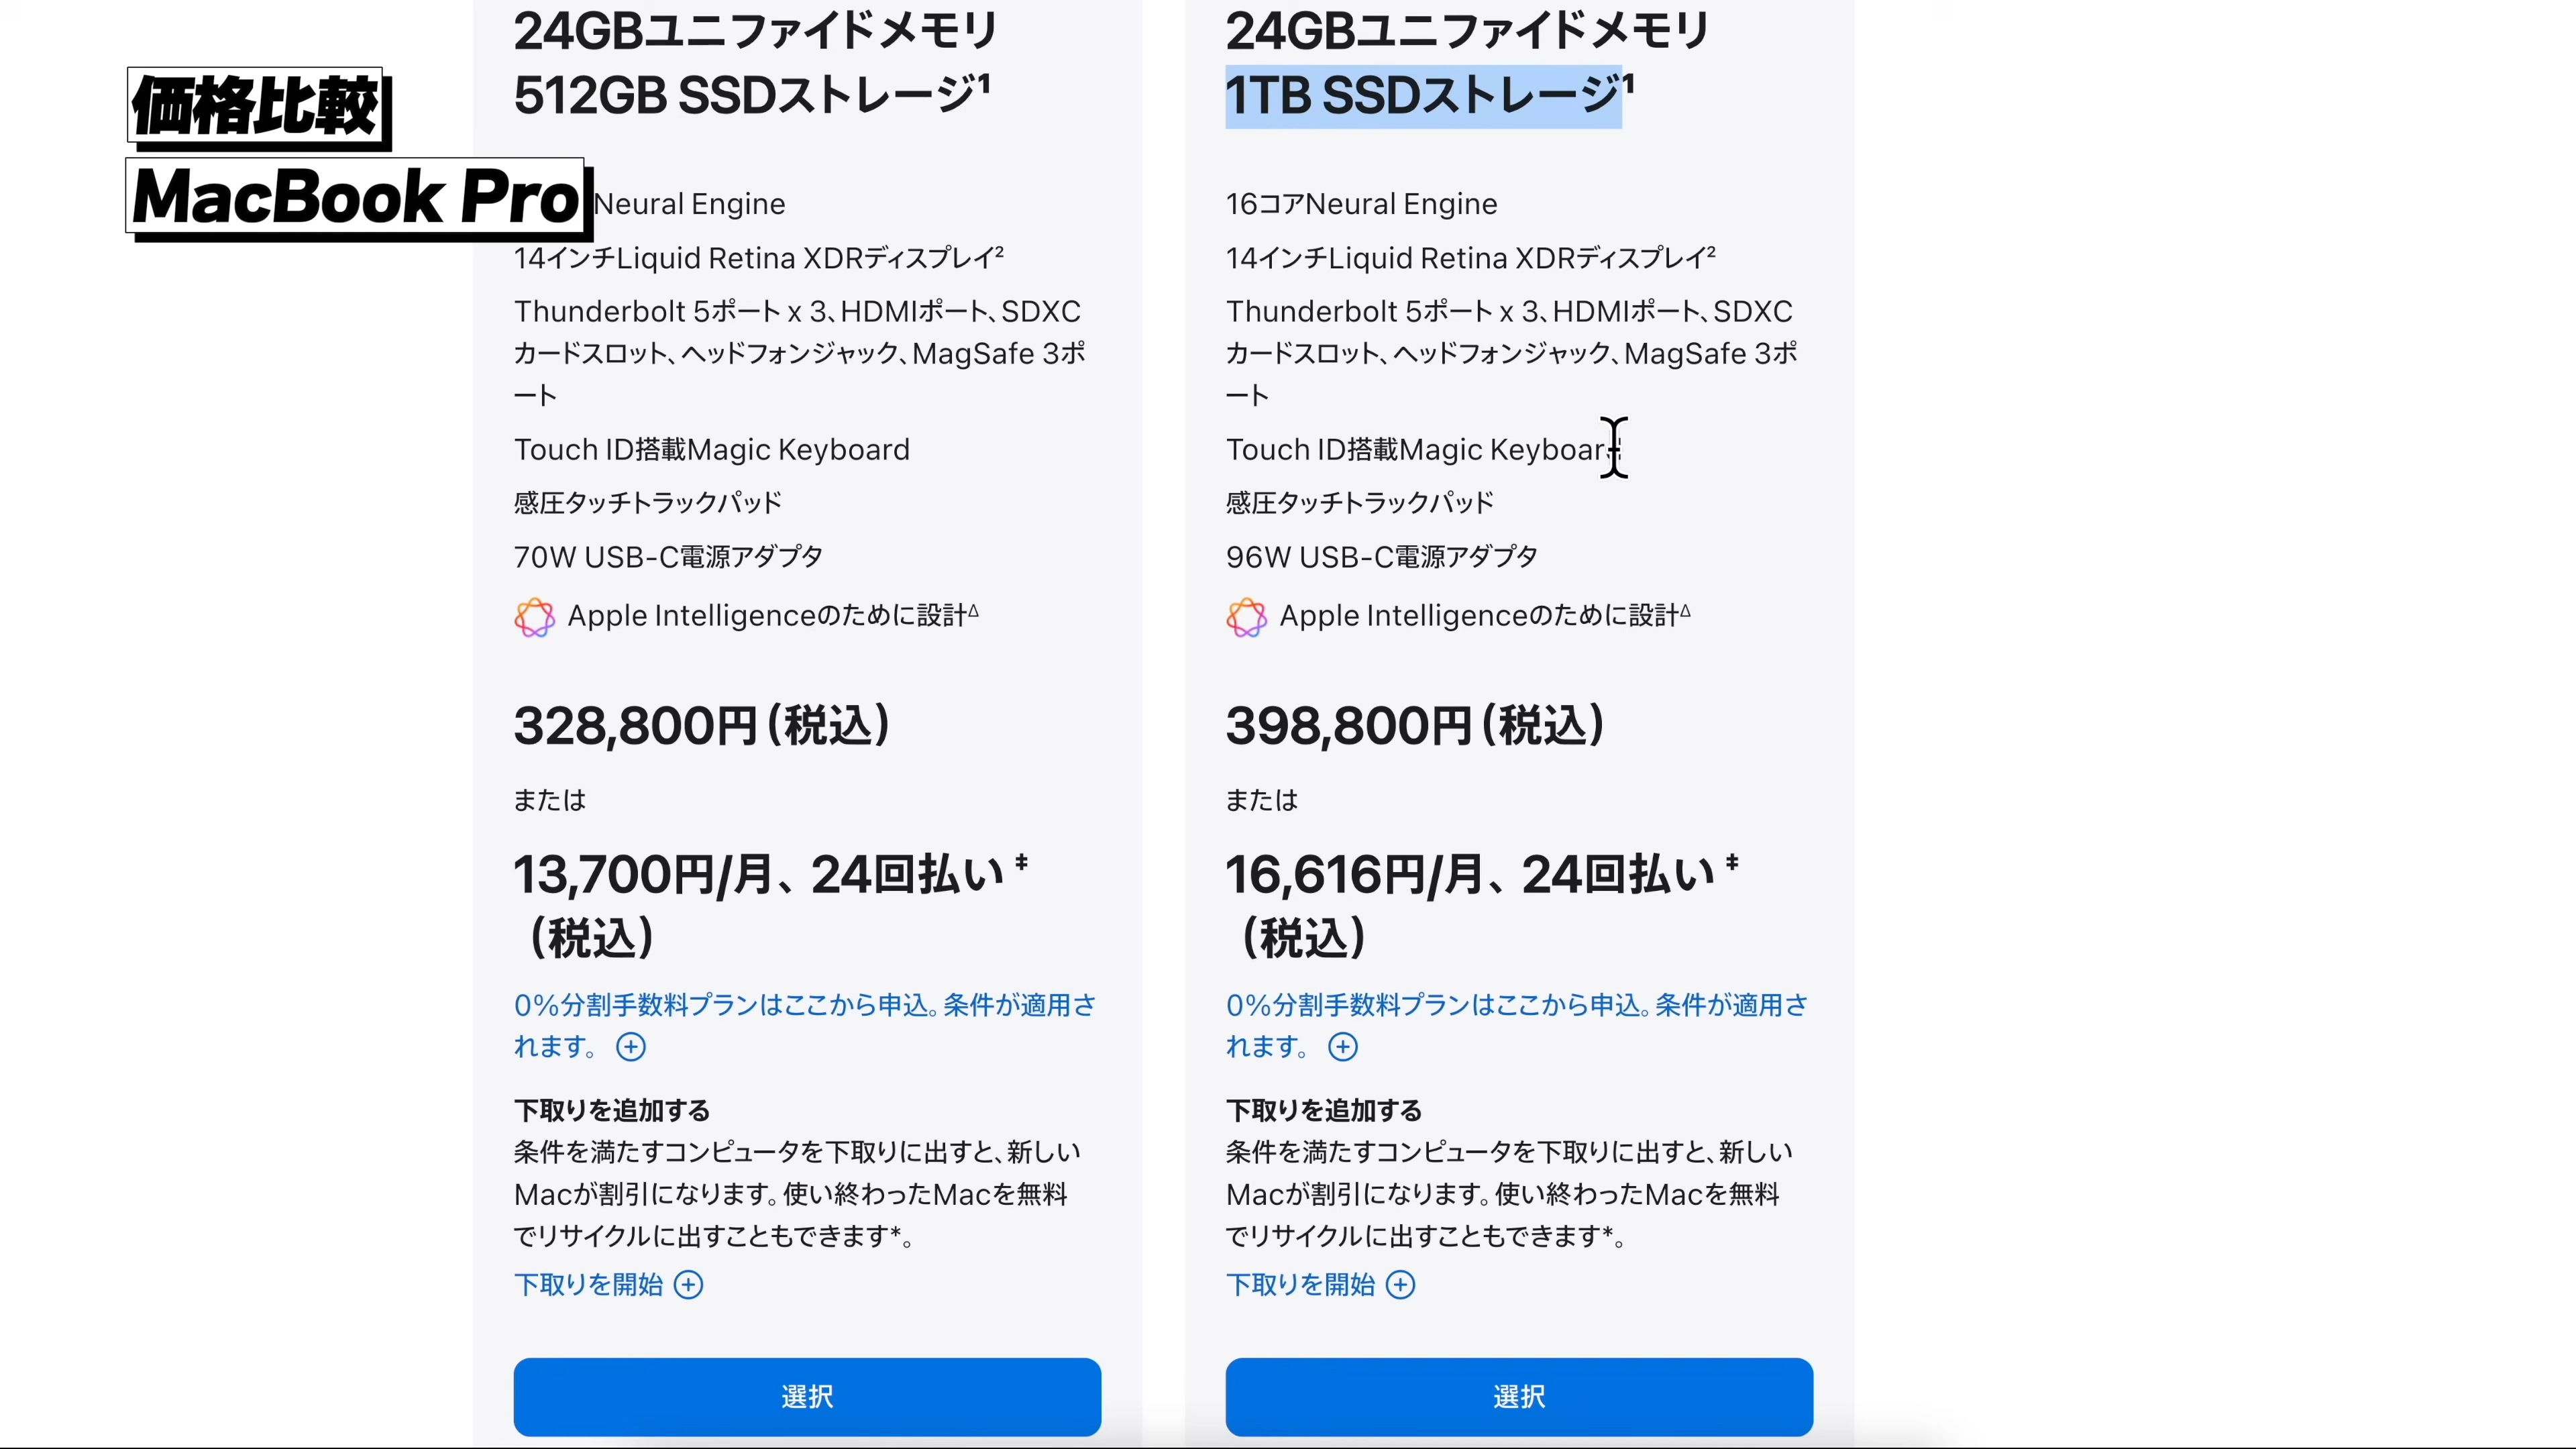 価格比較
MacBook Pro
24GBユニファイドメモリ
512GB SSDストレージ¹
Neural Engine
14インチLiquid Retina XDRディスプレイ²
Thunderbolt 5ポート x 3、HDMIポート、SDXC
カードスロット、ヘッドフォンジャック、MagSafe 3ポ
ート
Touch ID搭載Magic Keyboard
感圧タッチトラックパッド
70W USB-C電源アダプタ
Apple Intelligenceのために設計Δ
328,800円(税込)
または
13,700円/月、24回払い‡
(税込)
0%分割手数料プランはここから申込。条件が適用さ
れます。
下取りを追加する
条件を満たすコンピュータを下取りに出すと、新しい
Macが割引になります。使い終わったMacを無料
でリサイクルに出すこともできます*。
下取りを開始
選択
24GBユニファイドメモリ
1TB SSDストレージ¹
16コアNeural Engine
14インチLiquid Retina XDRディスプレイ²
Thunderbolt 5ポート x 3、HDMIポート、SDXC
カードスロット、ヘッドフォンジャック、MagSafe 3ポ
ート
Touch ID搭載Magic Keyboard
感圧タッチトラックパッド
96W USB-C電源アダプタ
Apple Intelligenceのために設計Δ
398,800円(税込)
または
16,616円/月、24回払い‡
(税込)
0%分割手数料プランはここから申込。条件が適用さ
れます。
下取りを追加する
条件を満たすコンピュータを下取りに出すと、新しい
Macが割引になります。使い終わったMacを無料
でリサイクルに出すこともできます*。
下取りを開始
選択